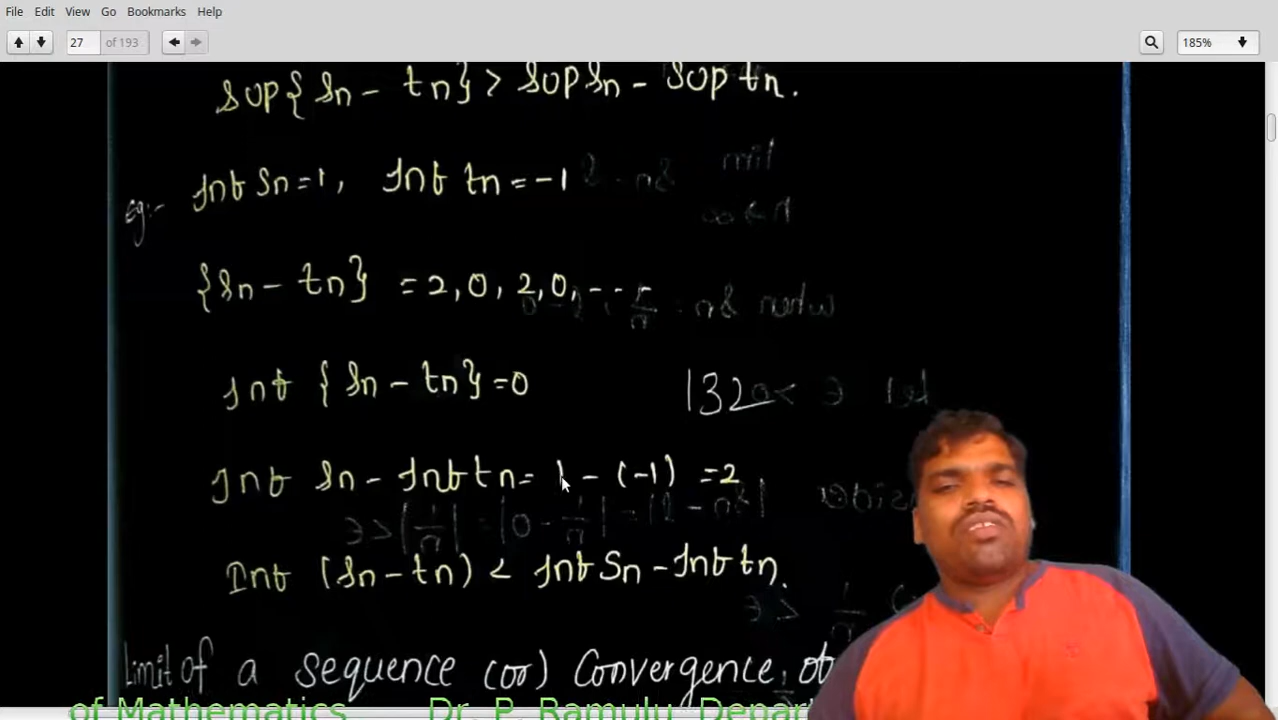 File Edit View Go Bookmarks Help
27 of 193 185%
Sup{Sn - tn} > Sup Sn - Sup tn.
Eg:- Inf Sn = 1, Inf tn = -1
{Sn - tn} = 2, 0, 2, 0, ----
Inf {Sn - tn} = 0
132
Inf Sn - Inf tn = 1 - (-1) = 2
Inf (Sn - tn) < Inf Sn - Inf tn.
Limit of a sequence (or) Convergence of
of Mathematics Dr. P. Ramulu Depar